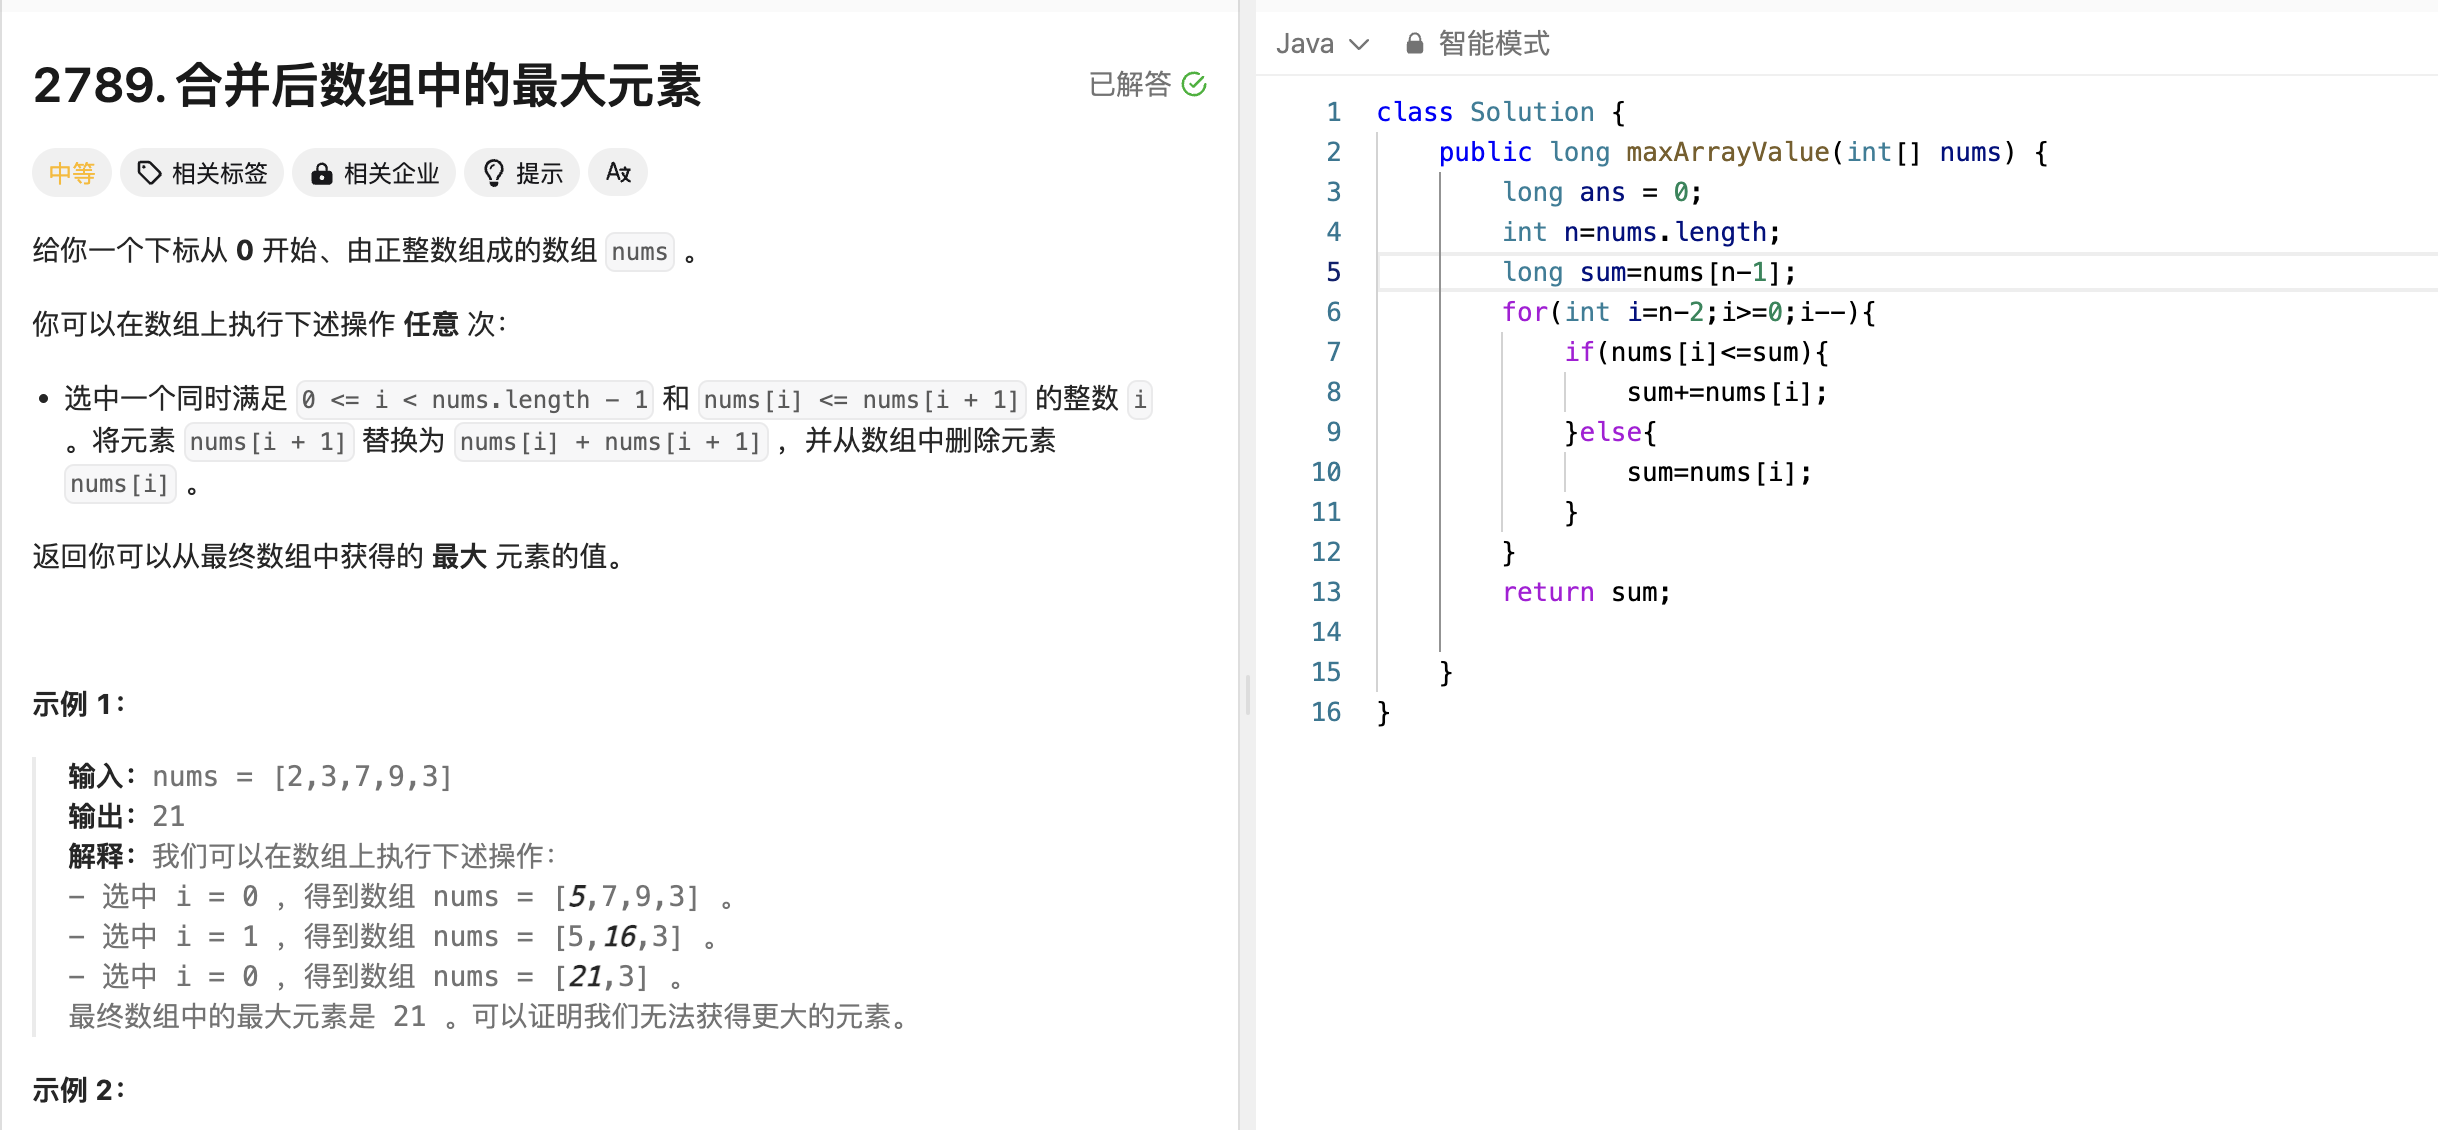 2789. 合并后数组中的最大元素
已解答
中等 相关标签 相关企业 提示
给你一个下标从 0 开始、由正整数组成的数组 nums 。
你可以在数组上执行下述操作 任意 次：
• 选中一个同时满足 0 <= i < nums.length - 1 和 nums[i] <= nums[i + 1] 的整数 i
。将元素 nums[i + 1] 替换为 nums[i] + nums[i + 1] ，并从数组中删除元素
nums[i] 。
返回你可以从最终数组中获得的 最大 元素的值。
示例 1：
输入：nums = [2,3,7,9,3]
输出：21
解释：我们可以在数组上执行下述操作：
- 选中 i = 0 ，得到数组 nums = [5,7,9,3] 。
- 选中 i = 1 ，得到数组 nums = [5,16,3] 。
- 选中 i = 0 ，得到数组 nums = [21,3] 。
最终数组中的最大元素是 21 。可以证明我们无法获得更大的元素。
示例 2：
Java 智能模式
1 class Solution {
2 public long maxArrayValue(int[] nums) {
3 long ans = 0;
4 int n=nums.length;
5 long sum=nums[n-1];
6 for(int i=n-2;i>=0;i--){
7 if(nums[i]<=sum){
8 sum+=nums[i];
9 }else{
10 sum=nums[i];
11 }
12 }
13 return sum;
14
15 }
16 }